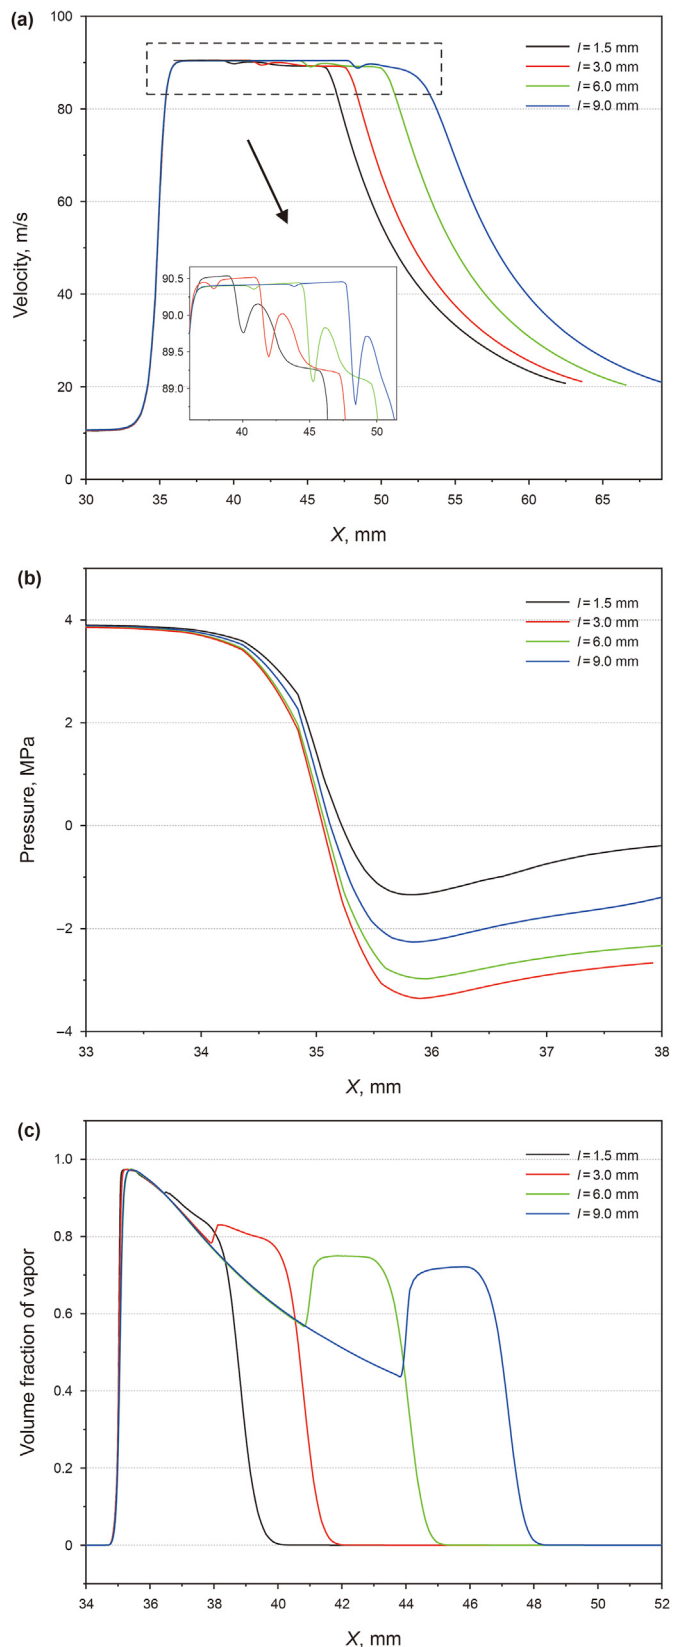 (a)
100
80
60
40
20
0
Velocity, m/s
l = 1.5 mm
l = 3.0 mm
l = 6.0 mm
l = 9.0 mm
90.5
90.0
89.5
89.0
40 45 50
30 35 40 45 50 55 60 65
X, mm
(b)
4
2
0
–2
–4
Pressure, MPa
l = 1.5 mm
l = 3.0 mm
l = 6.0 mm
l = 9.0 mm
33 34 35 36 37 38
X, mm
(c)
1.0
0.8
0.6
0.4
0.2
0
Volume fraction of vapor
l = 1.5 mm
l = 3.0 mm
l = 6.0 mm
l = 9.0 mm
34 36 38 40 42 44 46 48 50 52
X, mm